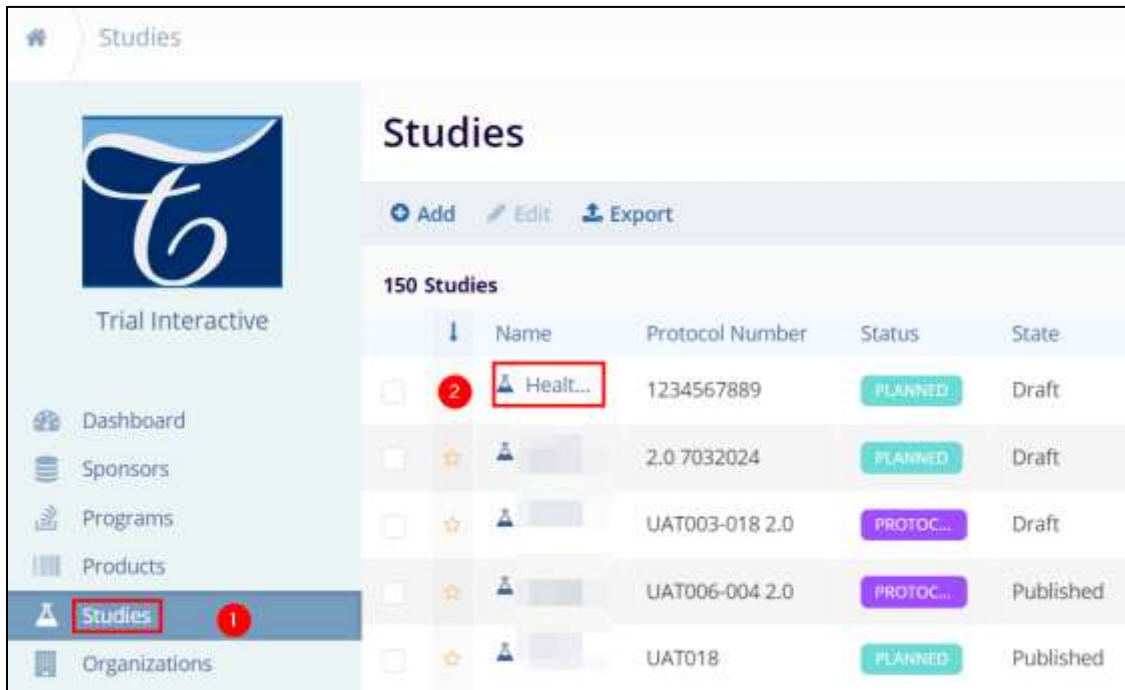 Studies
Trial Interactive
Dashboard
Sponsors
Programs
Products
Studies 1
Organizations
Studies
Add Edit Export
150 Studies
Name Protocol Number Status State
2 Healt... 1234567889 PLANNED Draft
2.0 7032024 PLANNED Draft
UAT003-018 2.0 PROTOC... Draft
UAT006-004 2.0 PROTOC... Published
UAT018 PLANNED Published